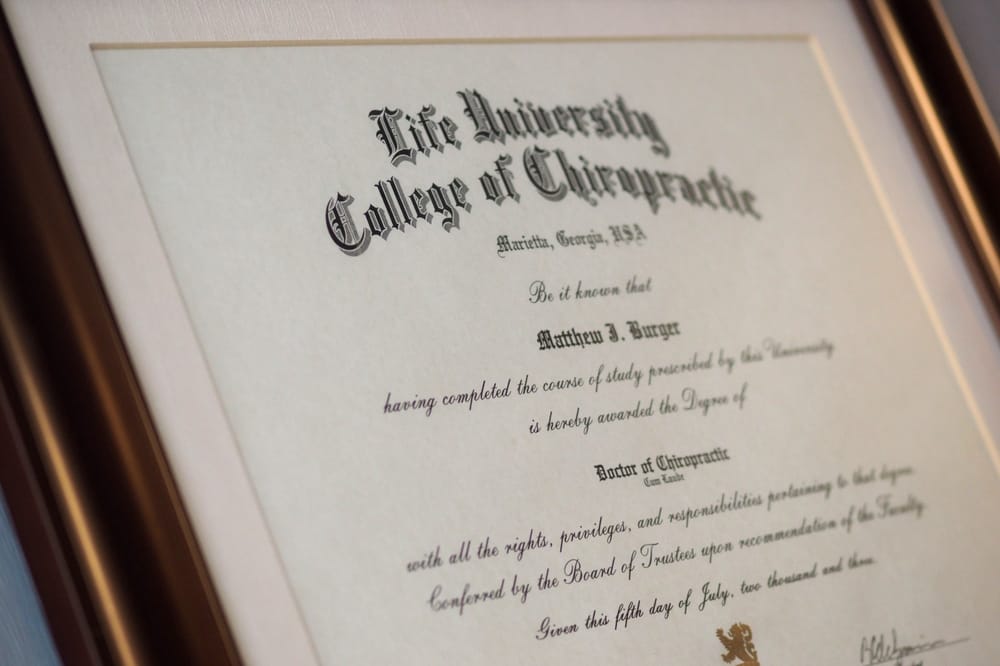 Life University
College of Chiropractic
Marietta, Georgia, USA
Be it known that
Matthew J. Burger
having completed the course of study prescribed by this University
is hereby awarded the Degree of
Doctor of Chiropractic
Cum Laude
with all the rights, privileges, and responsibilities pertaining to that degree.
Conferred by the Board of Trustees upon recommendation of the Faculty.
Given this fifth day of July, two thousand and three.